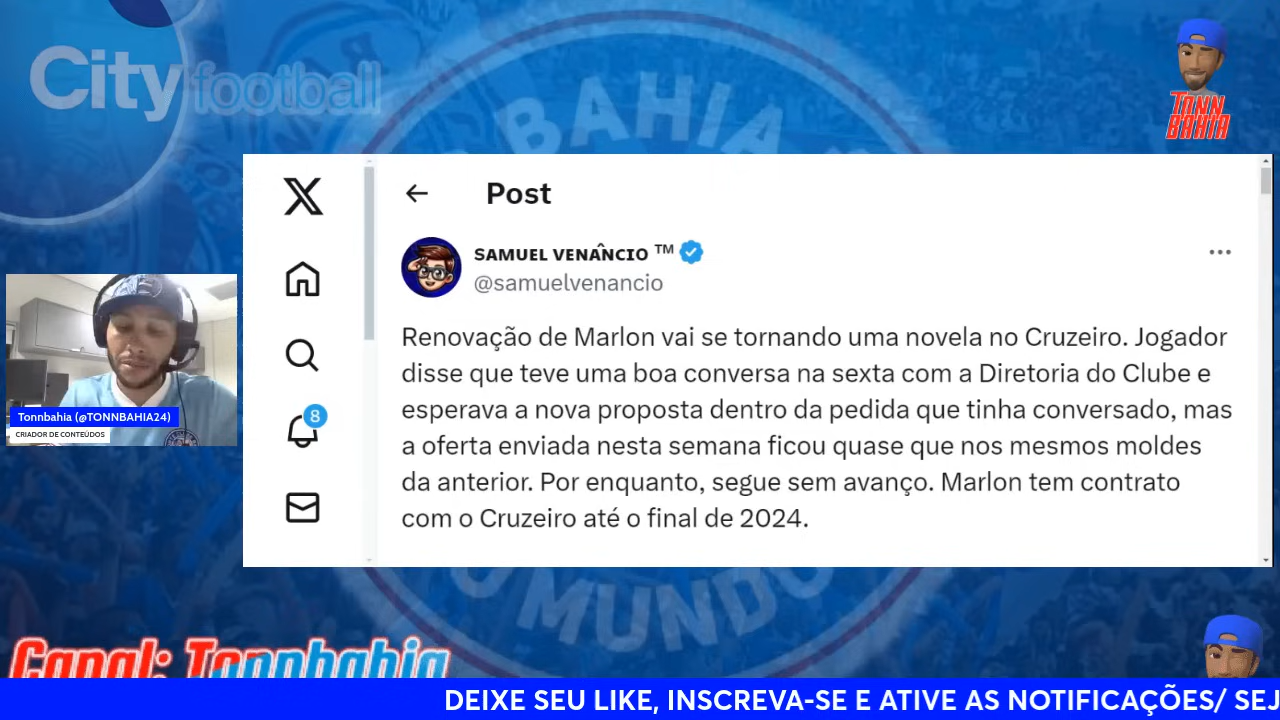 City football
TONN
BAHIA
BAHIA
Post
SAMUEL VENÂNCIO ™
@samuelvenancio
Renovação de Marlon vai se tornando uma novela no Cruzeiro. Jogador
disse que teve uma boa conversa na sexta com a Diretoria do Clube e
esperava a nova proposta dentro da pedida que tinha conversado, mas
a oferta enviada nesta semana ficou quase que nos mesmos moldes
da anterior. Por enquanto, segue sem avanço. Marlon tem contrato
com o Cruzeiro até o final de 2024.
8
Tonnbahia (@TONNBAHIA24)
CRIADOR DE CONTEÚDOS
O MUNDO
Canal: Tonnbahia
DEIXE SEU LIKE, INSCREVA-SE E ATIVE AS NOTIFICAÇÕES/ SEJ